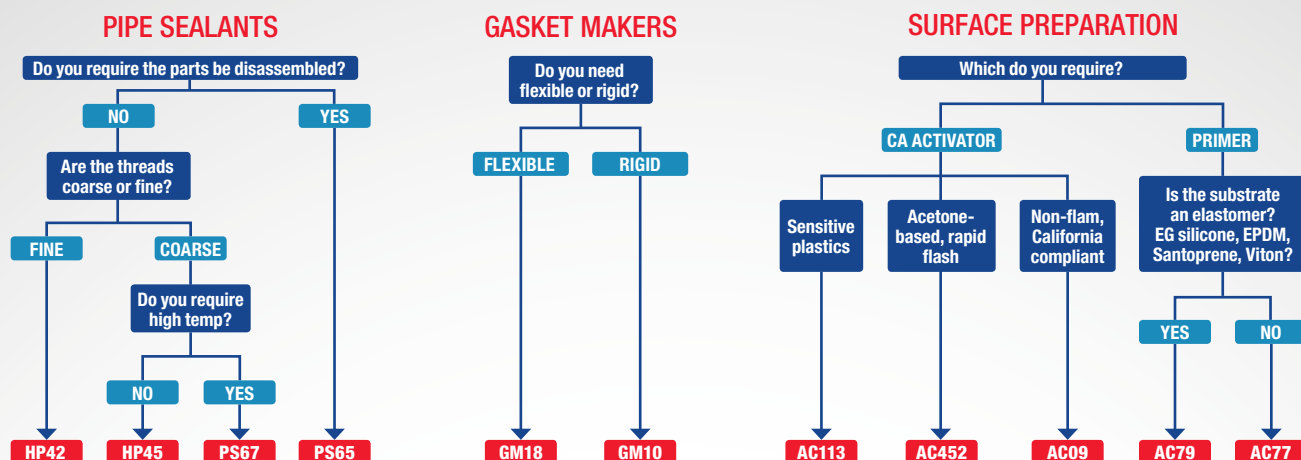 PIPE SEALANTS
Do you require the parts be disassembled?
NO
YES
Are the threads
coarse or fine?
FINE
COARSE
Do you require
high temp?
NO
YES
HP42
HP45
PS67
PS65
GASKET MAKERS
Do you need
flexible or rigid?
FLEXIBLE
RIGID
GM18
GM10
SURFACE PREPARATION
Which do you require?
CA ACTIVATOR
PRIMER
Sensitive
plastics
Acetone-
based, rapid
flash
Non-flam,
California
compliant
Is the substrate
an elastomer?
EG silicone, EPDM,
Santoprene, Viton?
YES
NO
AC113
AC452
AC09
AC79
AC77